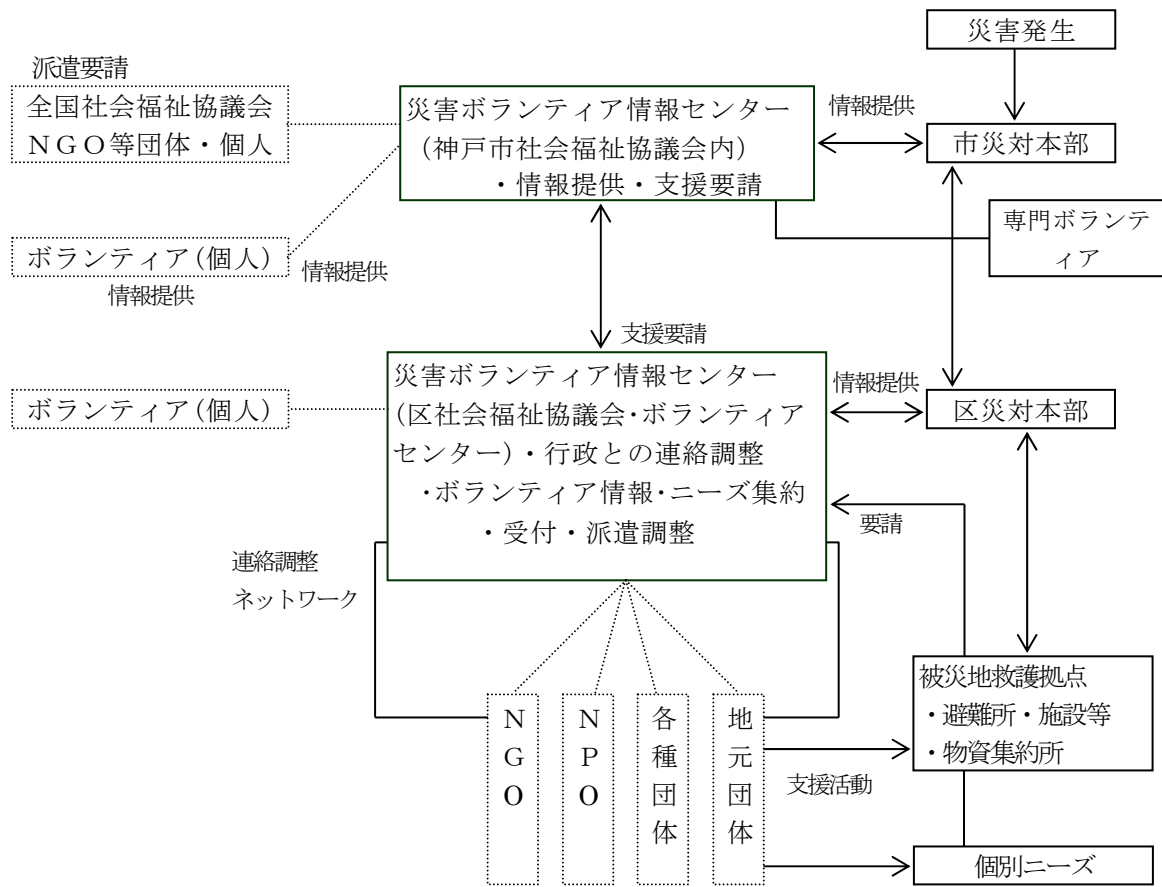 災害発生
派遣要請
全国社会福祉協議会
ＮＧＯ等団体・個人
災害ボランティア情報センター
（神戸市社会福祉協議会内）
・情報提供・支援要請
情報提供
市災対本部
専門ボランテ
ィア
ボランティア(個人)
情報提供
情報提供
支援要請
災害ボランティア情報センター
(区社会福祉協議会・ボランティア
センター)・行政との連絡調整
・ボランティア情報・ニーズ集約
・受付・派遣調整
ボランティア(個人)
情報提供
区災対本部
要請
連絡調整
ネットワーク
ＮＧＯ
ＮＰＯ
各種団体
地元団体
被災地救護拠点
・避難所・施設等
・物資集約所
支援活動
個別ニーズ